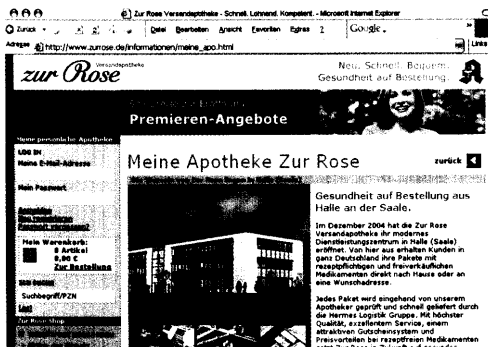 Zur Rose Versandapotheke - Schnell. Lohnend. Kompetent. - Microsoft Internet Explorer
Zurück
Datei Bearbeiten Ansicht Favoriten Extras ?
Google
Links
Adresse http://www.zurrose.de/informationen/meine_apo.html
Versandapotheke
zur Rose
Neu. Schnell. Bequem.
Gesundheit auf Bestellung.
Premieren-Angebote
Meine persönliche Apotheke
LOG IN
Meine E-Mail-Adresse
Mein Passwort
Mein Warenkorb:
0 Artikel
0,00 €
Zur Bestellung
Suchbegriff/PZN
Zur Rose Shop
Meine Apotheke Zur Rose
zurück
Gesundheit auf Bestellung aus
Halle an der Saale.
Im Dezember 2004 hat die Zur Rose
Versandapotheke ihr modernes
Dienstleistungszentrum in Halle (Saale)
eröffnet. Von hier aus erhalten Kunden in
ganz Deutschland ihre Pakete mit
rezeptpflichtigen und freiverkäuflichen
Medikamenten direkt nach Hause oder an
eine Wunschadresse.
Jedes Paket wird eingehend von unserem
Apotheker geprüft und schnell geliefert durch
die Hermes Logistik Gruppe. Mit höchster
Qualität, exzellentem Service, einem
attraktiven Gutscheinsystem und
Preisvorteilen bei rezeptfreien Medikamenten